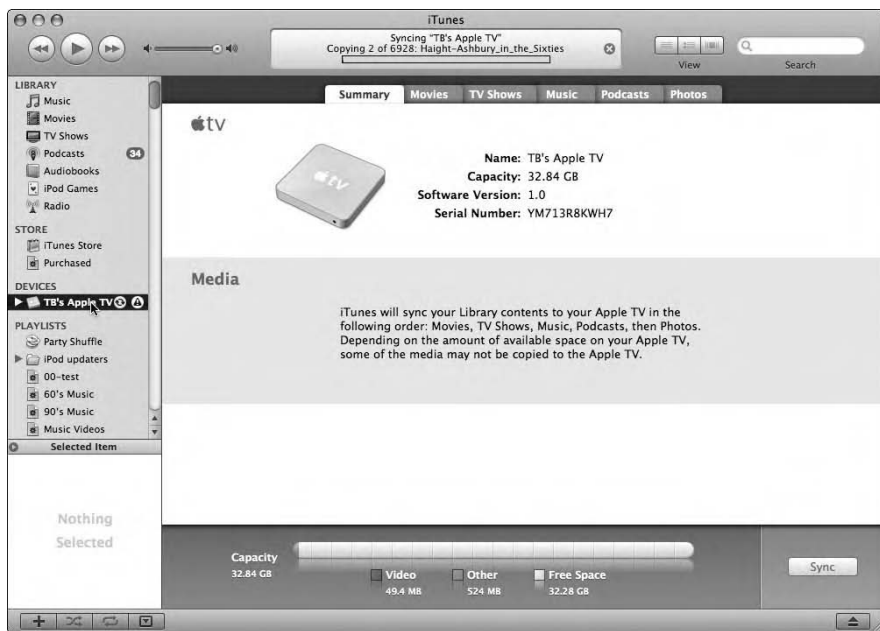 iTunes
Syncing "TB's Apple TV"
Copying 2 of 6928: Haight-Ashbury_in_the_Sixties
View
Search
LIBRARY
Music
Movies
TV Shows
Podcasts 34
Audiobooks
iPod Games
Radio
STORE
iTunes Store
Purchased
DEVICES
TB's Apple TV
PLAYLISTS
Party Shuffle
iPod updaters
00-test
60's Music
90's Music
Music Videos
Selected Item
Nothing
Selected
Summary Movies TV Shows Music Podcasts Photos
tv
tv
Name: TB's Apple TV
Capacity: 32.84 GB
Software Version: 1.0
Serial Number: YM713R8KWH7
Media
iTunes will sync your Library contents to your Apple TV in the
following order: Movies, TV Shows, Music, Podcasts, then Photos.
Depending on the amount of available space on your Apple TV,
some of the media may not be copied to the Apple TV.
Capacity
32.84 GB
Video
49.4 MB
Other
524 MB
Free Space
32.28 GB
Sync